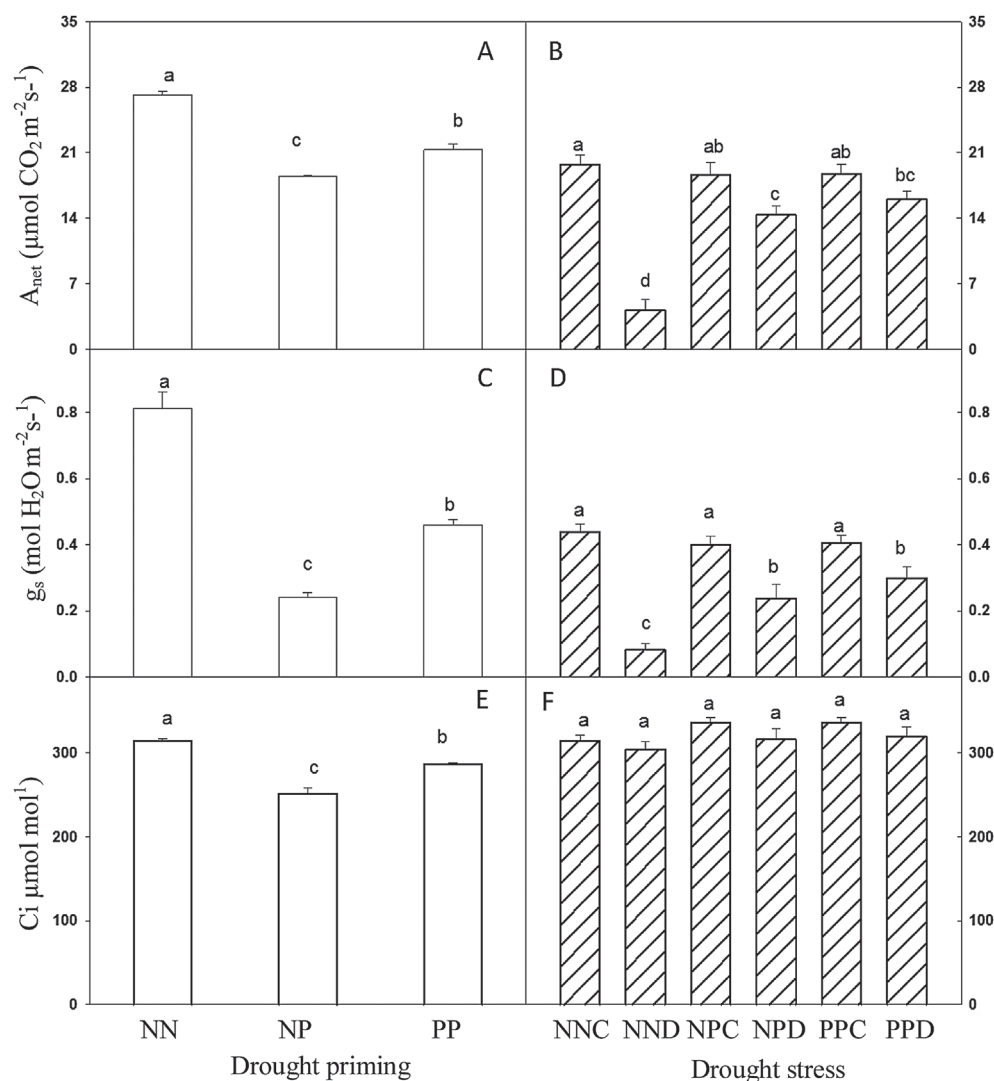 35 35
A B
28 a 28
b
21 c a ab ab 21
bc
c
14 14
7 d 7
0 0
A_net (µmol CO₂ m⁻²s-¹)
a C D
0.8 0.8
0.6 0.6
b
a a a
0.4 0.4
c b b
0.2 c 0.2
0.0 0.0
g_s (mol H₂O m⁻²s-¹)
E F
a b a a a a a a
300 c 300
200 200
100 100
0 0
Ci µmol mol¹
NN NP PP NNC NND NPC NPD PPC PPD
Drought priming Drought stress